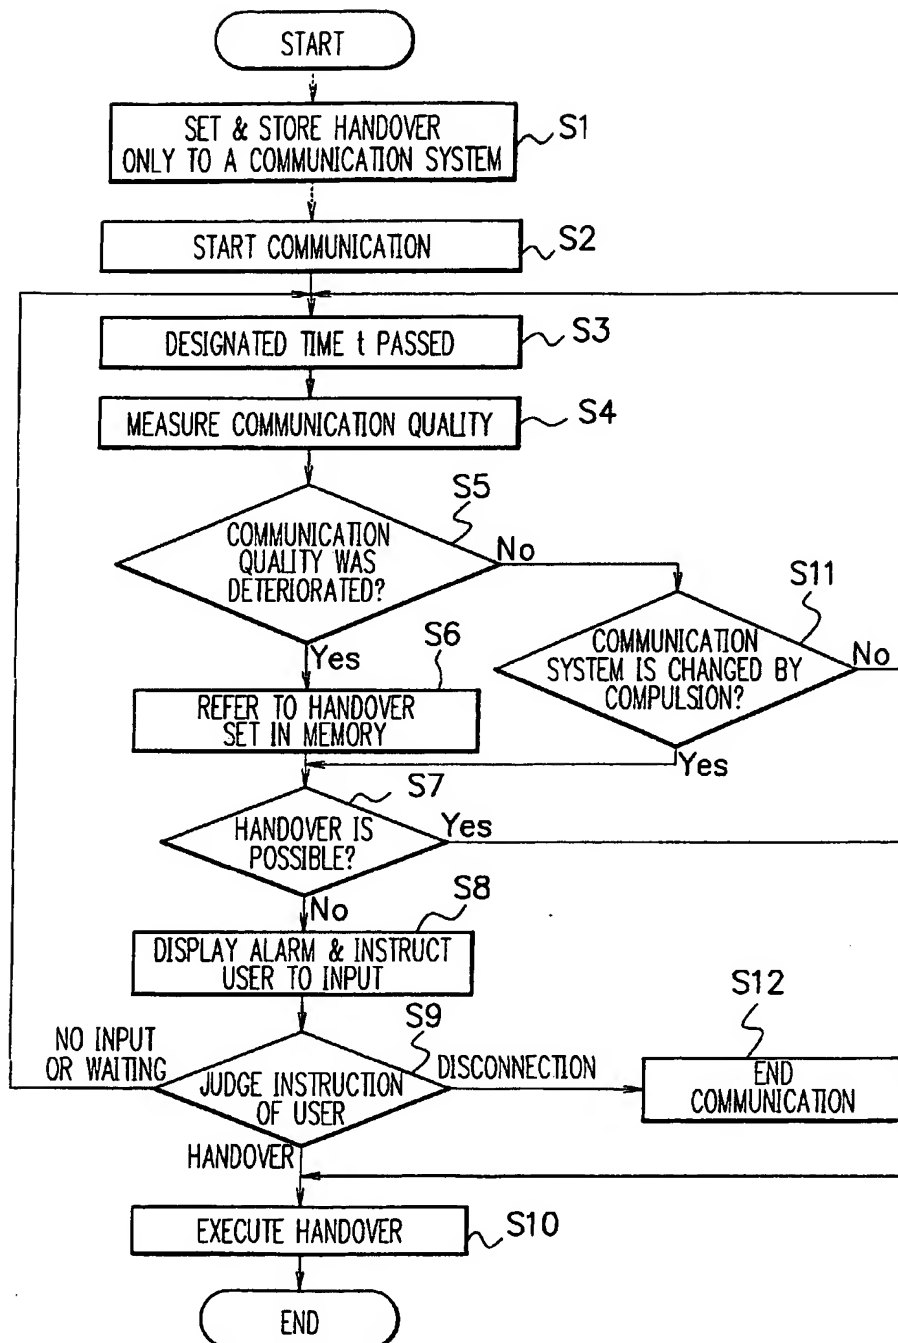 START
SET & STORE HANDOVER
ONLY TO A COMMUNICATION SYSTEM
S1
START COMMUNICATION
S2
DESIGNATED TIME t PASSED
S3
MEASURE COMMUNICATION QUALITY
S4
S5
COMMUNICATION
QUALITY WAS
DETERIORATED?
No
S11
COMMUNICATION
SYSTEM IS CHANGED BY
COMPULSION?
No
Yes
S6
REFER TO HANDOVER
SET IN MEMORY
Yes
S7
HANDOVER IS
POSSIBLE?
Yes
No
S8
DISPLAY ALARM & INSTRUCT
USER TO INPUT
S9
NO INPUT
OR WAITING
JUDGE INSTRUCTION
OF USER
DISCONNECTION
S12
END
COMMUNICATION
HANDOVER
EXECUTE HANDOVER
S10
END